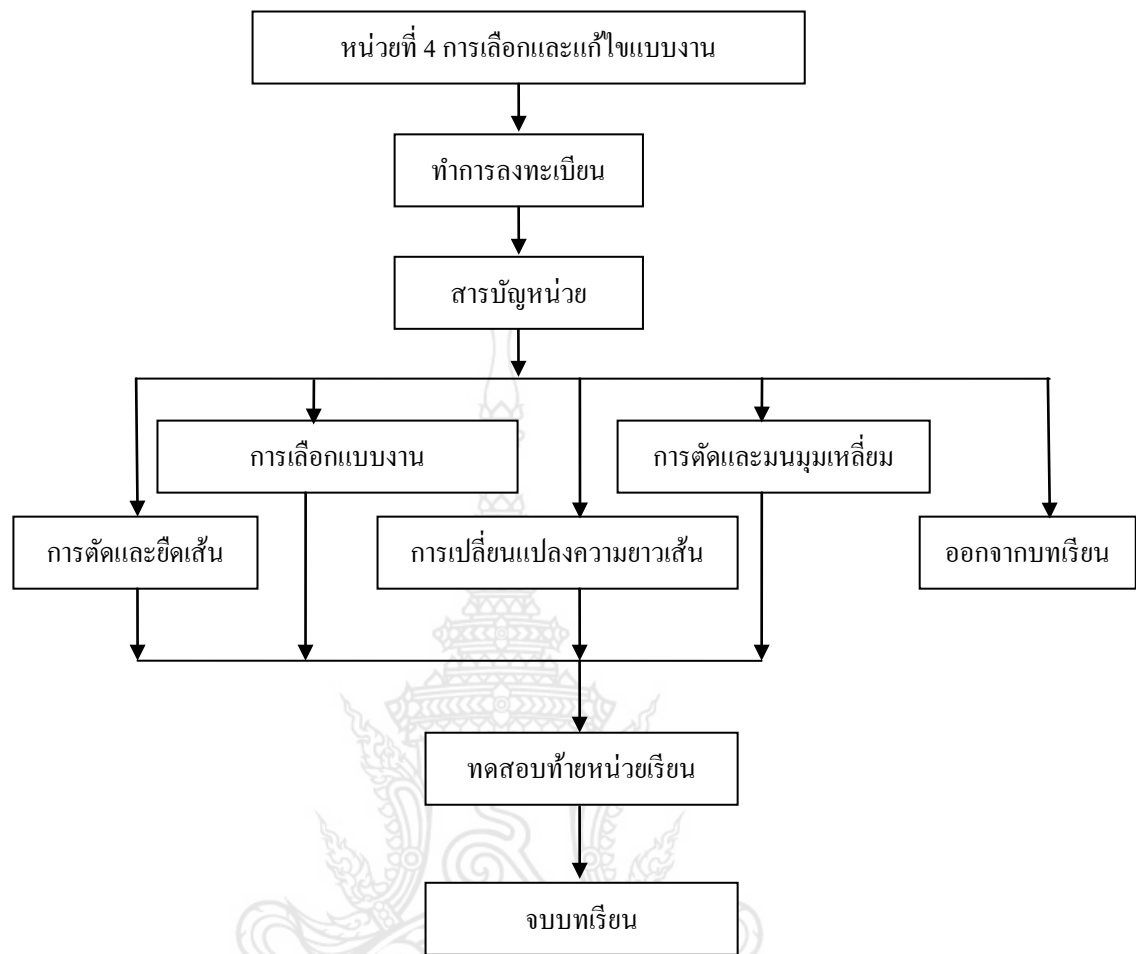 หน่วยที่ 4 การเลือกและแก้ไขแบบงาน
ทำการลงทะเบียน
สารบัญหน่วย
การเลือกแบบงาน
การตัดและมนมุมเหลี่ยม
การตัดและยืดเส้น
การเปลี่ยนแปลงความยาวเส้น
ออกจากบทเรียน
ทดสอบท้ายหน่วยเรียน
จบบทเรียน